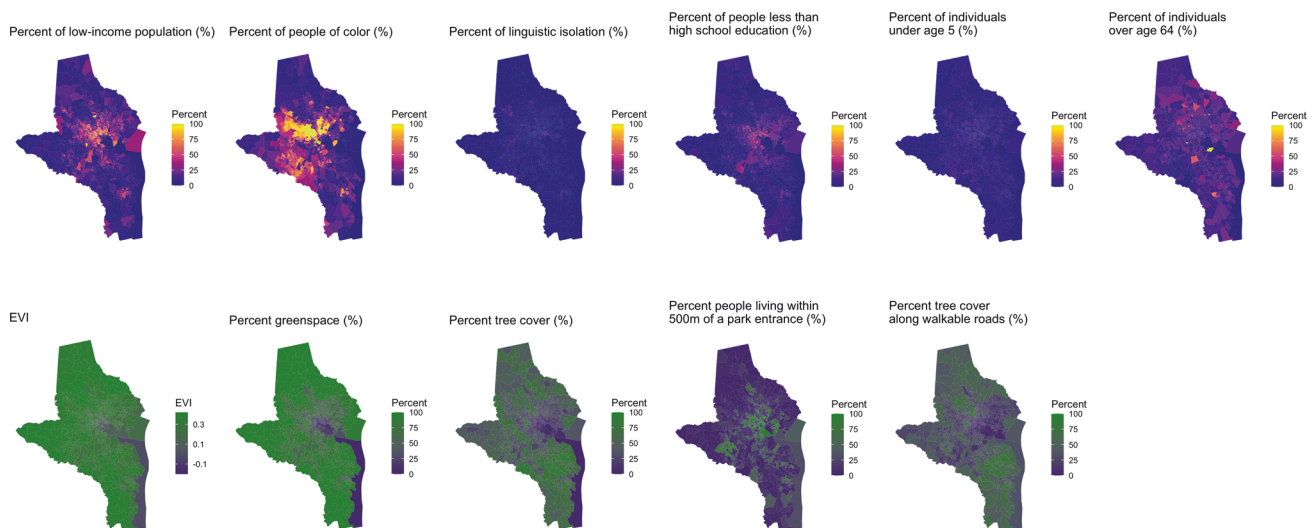 Percent of low-income population (%)
Percent
100
75
50
25
0
Percent of people of color (%)
Percent
100
75
50
25
0
Percent of linguistic isolation (%)
Percent
100
75
50
25
0
Percent of people less than
high school education (%)
Percent
100
75
50
25
0
Percent of individuals
under age 5 (%)
Percent
100
75
50
25
0
Percent of individuals
over age 64 (%)
Percent
100
75
50
25
0
EVI
EVI
0.3
0.1
-0.1
Percent greenspace (%)
Percent
100
75
50
25
0
Percent tree cover (%)
Percent
100
75
50
25
0
Percent people living within
500m of a park entrance (%)
Percent
100
75
50
25
0
Percent tree cover
along walkable roads (%)
Percent
100
75
50
25
0